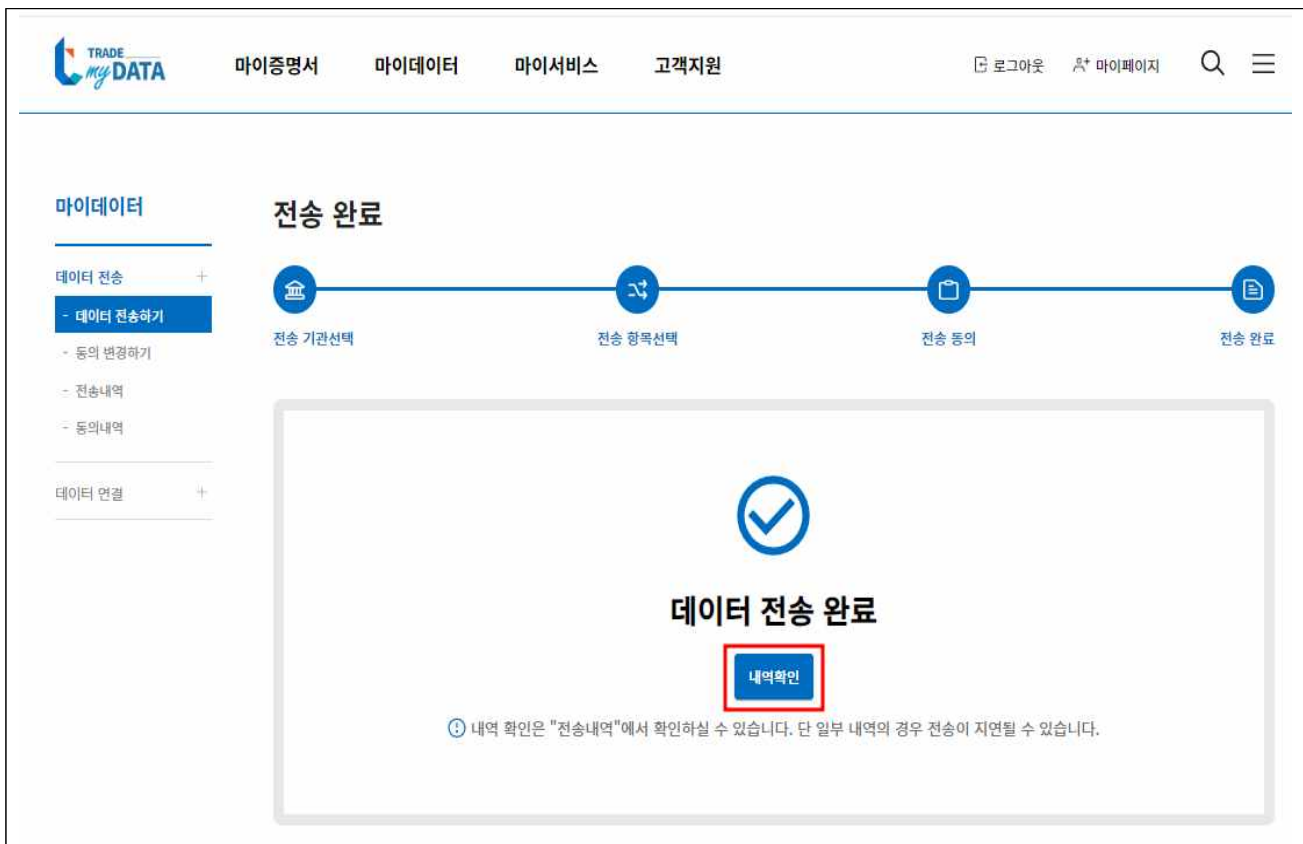 TRADE
my DATA
마이증명서 마이데이터 마이서비스 고객지원 로그아웃 마이페이지
마이데이터
데이터 전송 +
- 데이터 전송하기
- 동의 변경하기
- 전송내역
- 동의내역
데이터 연결 +
전송 완료
전송 기관선택 전송 항목선택 전송 동의 전송 완료
데이터 전송 완료
내역확인
내역 확인은 "전송내역"에서 확인하실 수 있습니다. 단 일부 내역의 경우 전송이 지연될 수 있습니다.